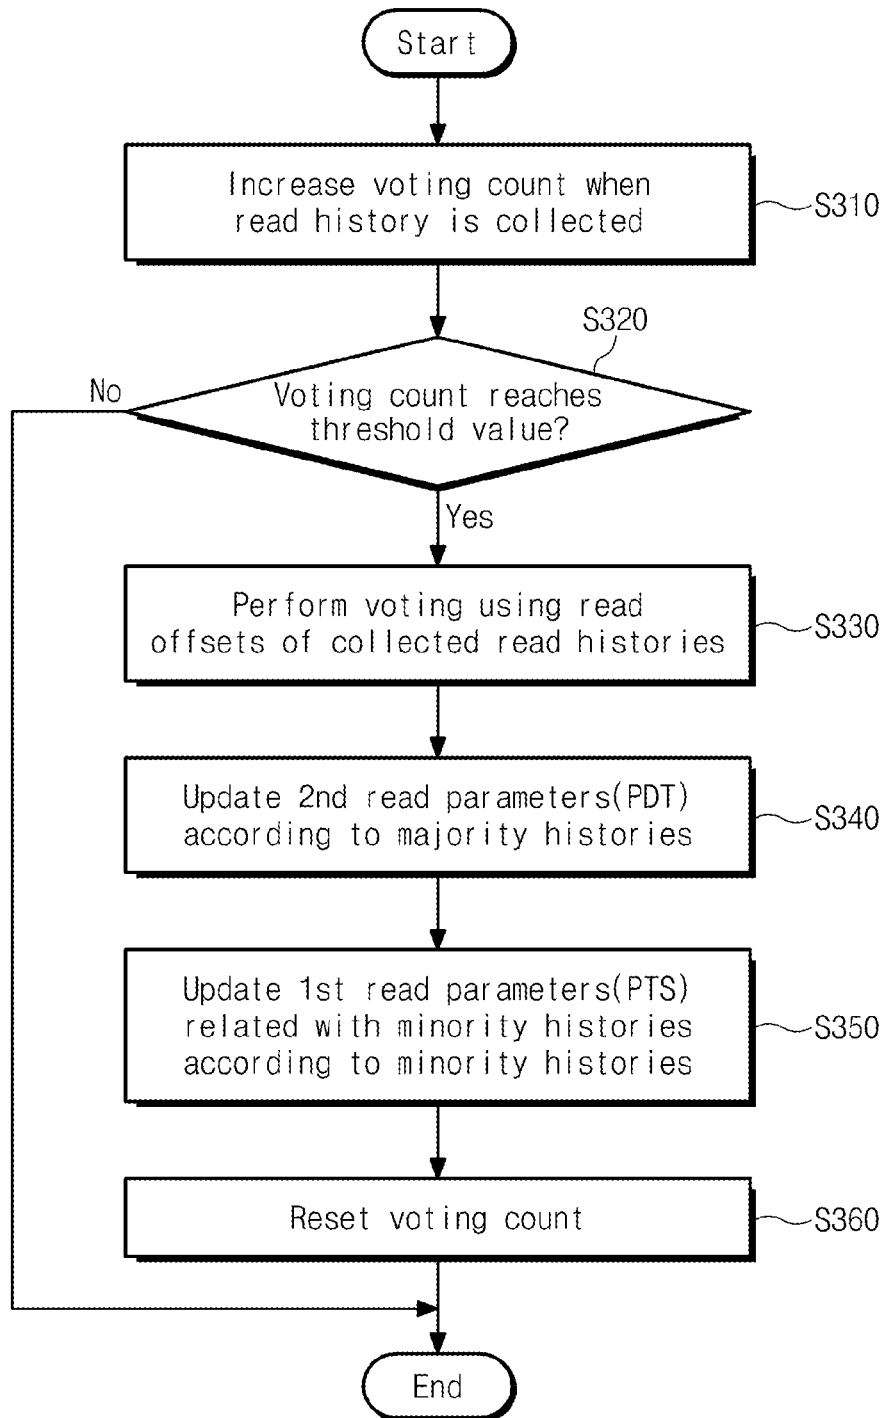 Start
Increase voting count when
read history is collected
S310
S320
No
Voting count reaches
threshold value?
Yes
Perform voting using read
offsets of collected read histories
S330
Update 2nd read parameters(PDT)
according to majority histories
S340
Update 1st read parameters(PTS)
related with minority histories
according to minority histories
S350
Reset voting count
S360
End